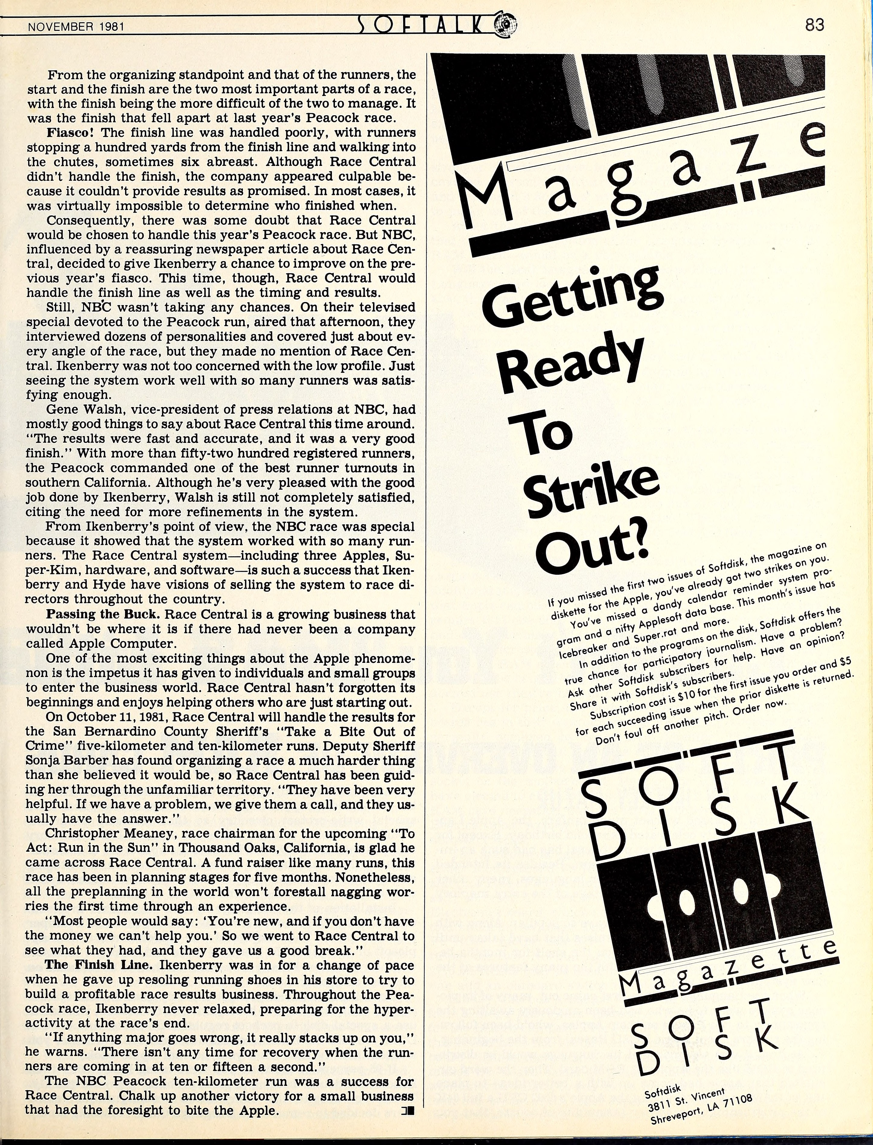 NOVEMBER 1981
SOFTALK
83
From the organizing standpoint and that of the runners, the
start and the finish are the two most important parts of a race,
with the finish being the more difficult of the two to manage. It
was the finish that fell apart at last year's Peacock race.
Fiasco! The finish line was handled poorly, with runners
stopping a hundred yards from the finish line and walking into
the chutes, sometimes six abreast. Although Race Central
didn't handle the finish, the company appeared culpable be-
cause it couldn't provide results as promised. In most cases, it
was virtually impossible to determine who finished when.
Consequently, there was some doubt that Race Central
would be chosen to handle this year's Peacock race. But NBC,
influenced by a reassuring newspaper article about Race Cen-
tral, decided to give Ikenberry a chance to improve on the pre-
vious year's fiasco. This time, though, Race Central would
handle the finish line as well as the timing and results.
Still, NBC wasn't taking any chances. On their televised
special devoted to the Peacock run, aired that afternoon, they
interviewed dozens of personalities and covered just about ev-
ery angle of the race, but they made no mention of Race Cen-
tral. Ikenberry was not too concerned with the low profile. Just
seeing the system work well with so many runners was satis-
fying enough.
Gene Walsh, vice-president of press relations at NBC, had
mostly good things to say about Race Central this time around.
"The results were fast and accurate, and it was a very good
finish." With more than fifty-two hundred registered runners,
the Peacock commanded one of the best runner turnouts in
southern California. Although he's very pleased with the good
job done by Ikenberry, Walsh is still not completely satisfied,
citing the need for more refinements in the system.
From Ikenberry's point of view, the NBC race was special
because it showed that the system worked with so many run-
ners. The Race Central system—including three Apples, Su-
per-Kim, hardware, and software—is such a success that Iken-
berry and Hyde have visions of selling the system to race di-
rectors throughout the country.
Passing the Buck. Race Central is a growing business that
wouldn't be where it is if there had never been a company
called Apple Computer.
One of the most exciting things about the Apple phenome-
non is the impetus it has given to individuals and small groups
to enter the business world. Race Central hasn't forgotten its
beginnings and enjoys helping others who are just starting out.
On October 11, 1981, Race Central will handle the results for
the San Bernardino County Sheriff's "Take a Bite Out of
Crime" five-kilometer and ten-kilometer runs. Deputy Sheriff
Sonja Barber has found organizing a race a much harder thing
than she believed it would be, so Race Central has been guid-
ing her through the unfamiliar territory. "They have been very
helpful. If we have a problem, we give them a call, and they us-
ually have the answer."
Christopher Meaney, race chairman for the upcoming "To
Act: Run in the Sun" in Thousand Oaks, California, is glad he
came across Race Central. A fund raiser like many runs, this
race has been in planning stages for five months. Nonetheless,
all the preplanning in the world won't forestall nagging wor-
ries the first time through an experience.
"Most people would say: 'You're new, and if you don't have
the money we can't help you.' So we went to Race Central to
see what they had, and they gave us a good break."
The Finish Line. Ikenberry was in for a change of pace
when he gave up resoling running shoes in his store to try to
build a profitable race results business. Throughout the Pea-
cock race, Ikenberry never relaxed, preparing for the hyper-
activity at the race's end.
"If anything major goes wrong, it really stacks up on you,"
he warns. "There isn't any time for recovery when the run-
ners are coming in at ten or fifteen a second."
The NBC Peacock ten-kilometer run was a success for
Race Central. Chalk up another victory for a small business
that had the foresight to bite the Apple.
Magaze
Getting
Ready
To
Strike
Out?
If you missed the first two issues of Softdisk, the magazine on
diskette for the Apple, you've already got two strikes on you.
You've missed a dandy calendar reminder system pro-
gram and a nifty Applesoft data base. This month's issue has
Icebreaker and Super.rat and more.
In addition to the programs on the disk, Softdisk offers the
true chance for participatory journalism. Have a problem?
Ask other Softdisk subscribers for help. Have an opinion?
Share it with Softdisk's subscribers.
Subscription cost is $10 for the first issue you order and $5
for each succeeding issue when the prior diskette is returned.
Don't foul off another pitch. Order now.
SOFT
DISK
Magazette
SOFT
DISK
Softdisk
3811 St. Vincent
Shreveport, LA 71108